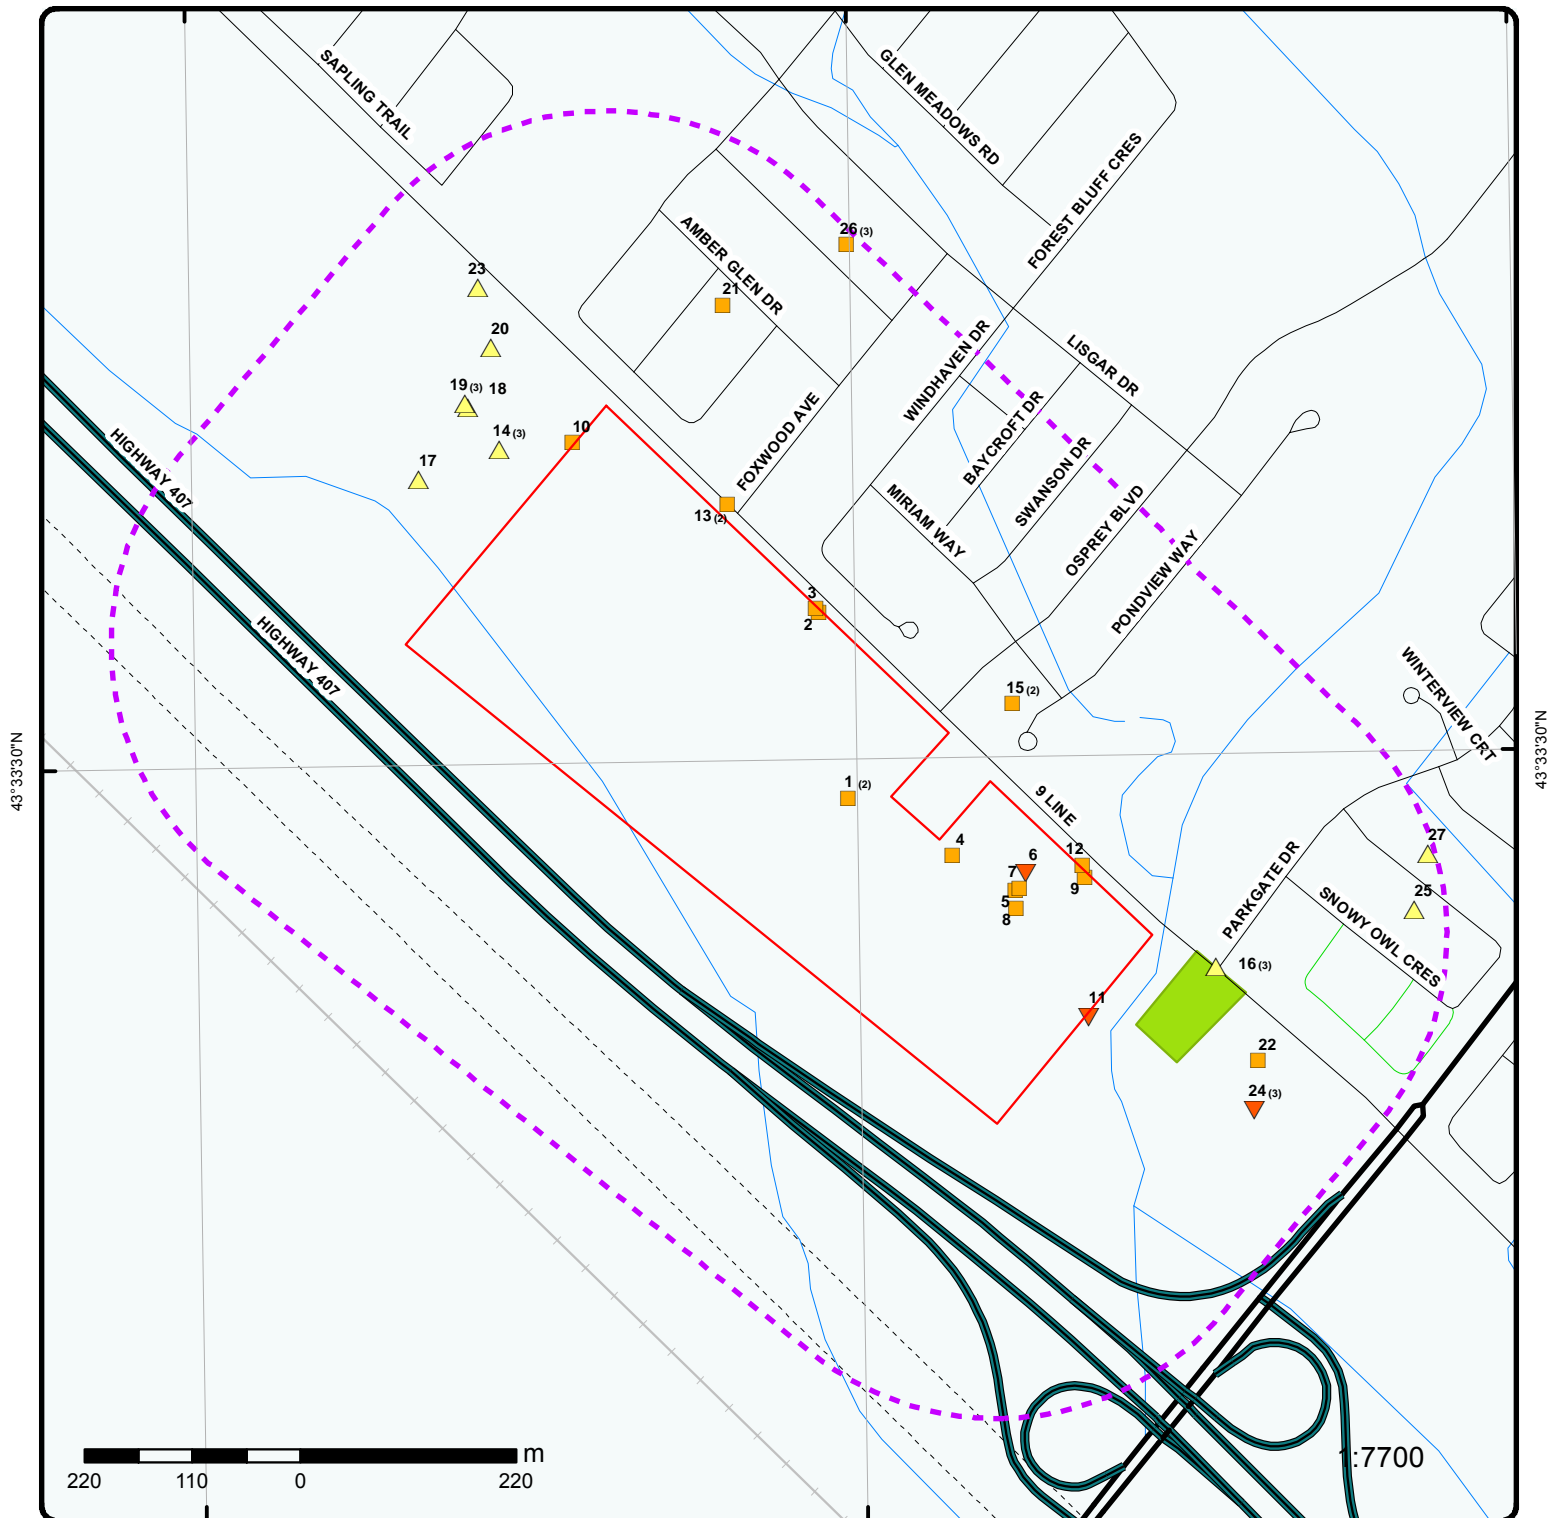 SAPLING TRAIL
GLEN MEADOWS RD
FOREST BLUFF CRES
26 (3)
AMBER GLEN DR
23
21
20
WINDHAVEN DR
LISGAR DR
19 (3) 18
BAYCROFT DR
FOXWOOD AVE
10
14 (3)
HIGHWAY 407
17
SWANSON DR
MIRIAM WAY
OSPREY BLVD
13 (2)
PONDVIEW WAY
3
2
HIGHWAY 407
15 (2)
WINTERVIEW CRT
43°33'30"N
43°33'30"N
1 (2)
9 LINE
4
6
12
27
7
9
PARKGATE DR
5
8
25
SNOWY OWL CRES
16 (3)
11
22
24 (3)
m
220 110 0 220
1:7700